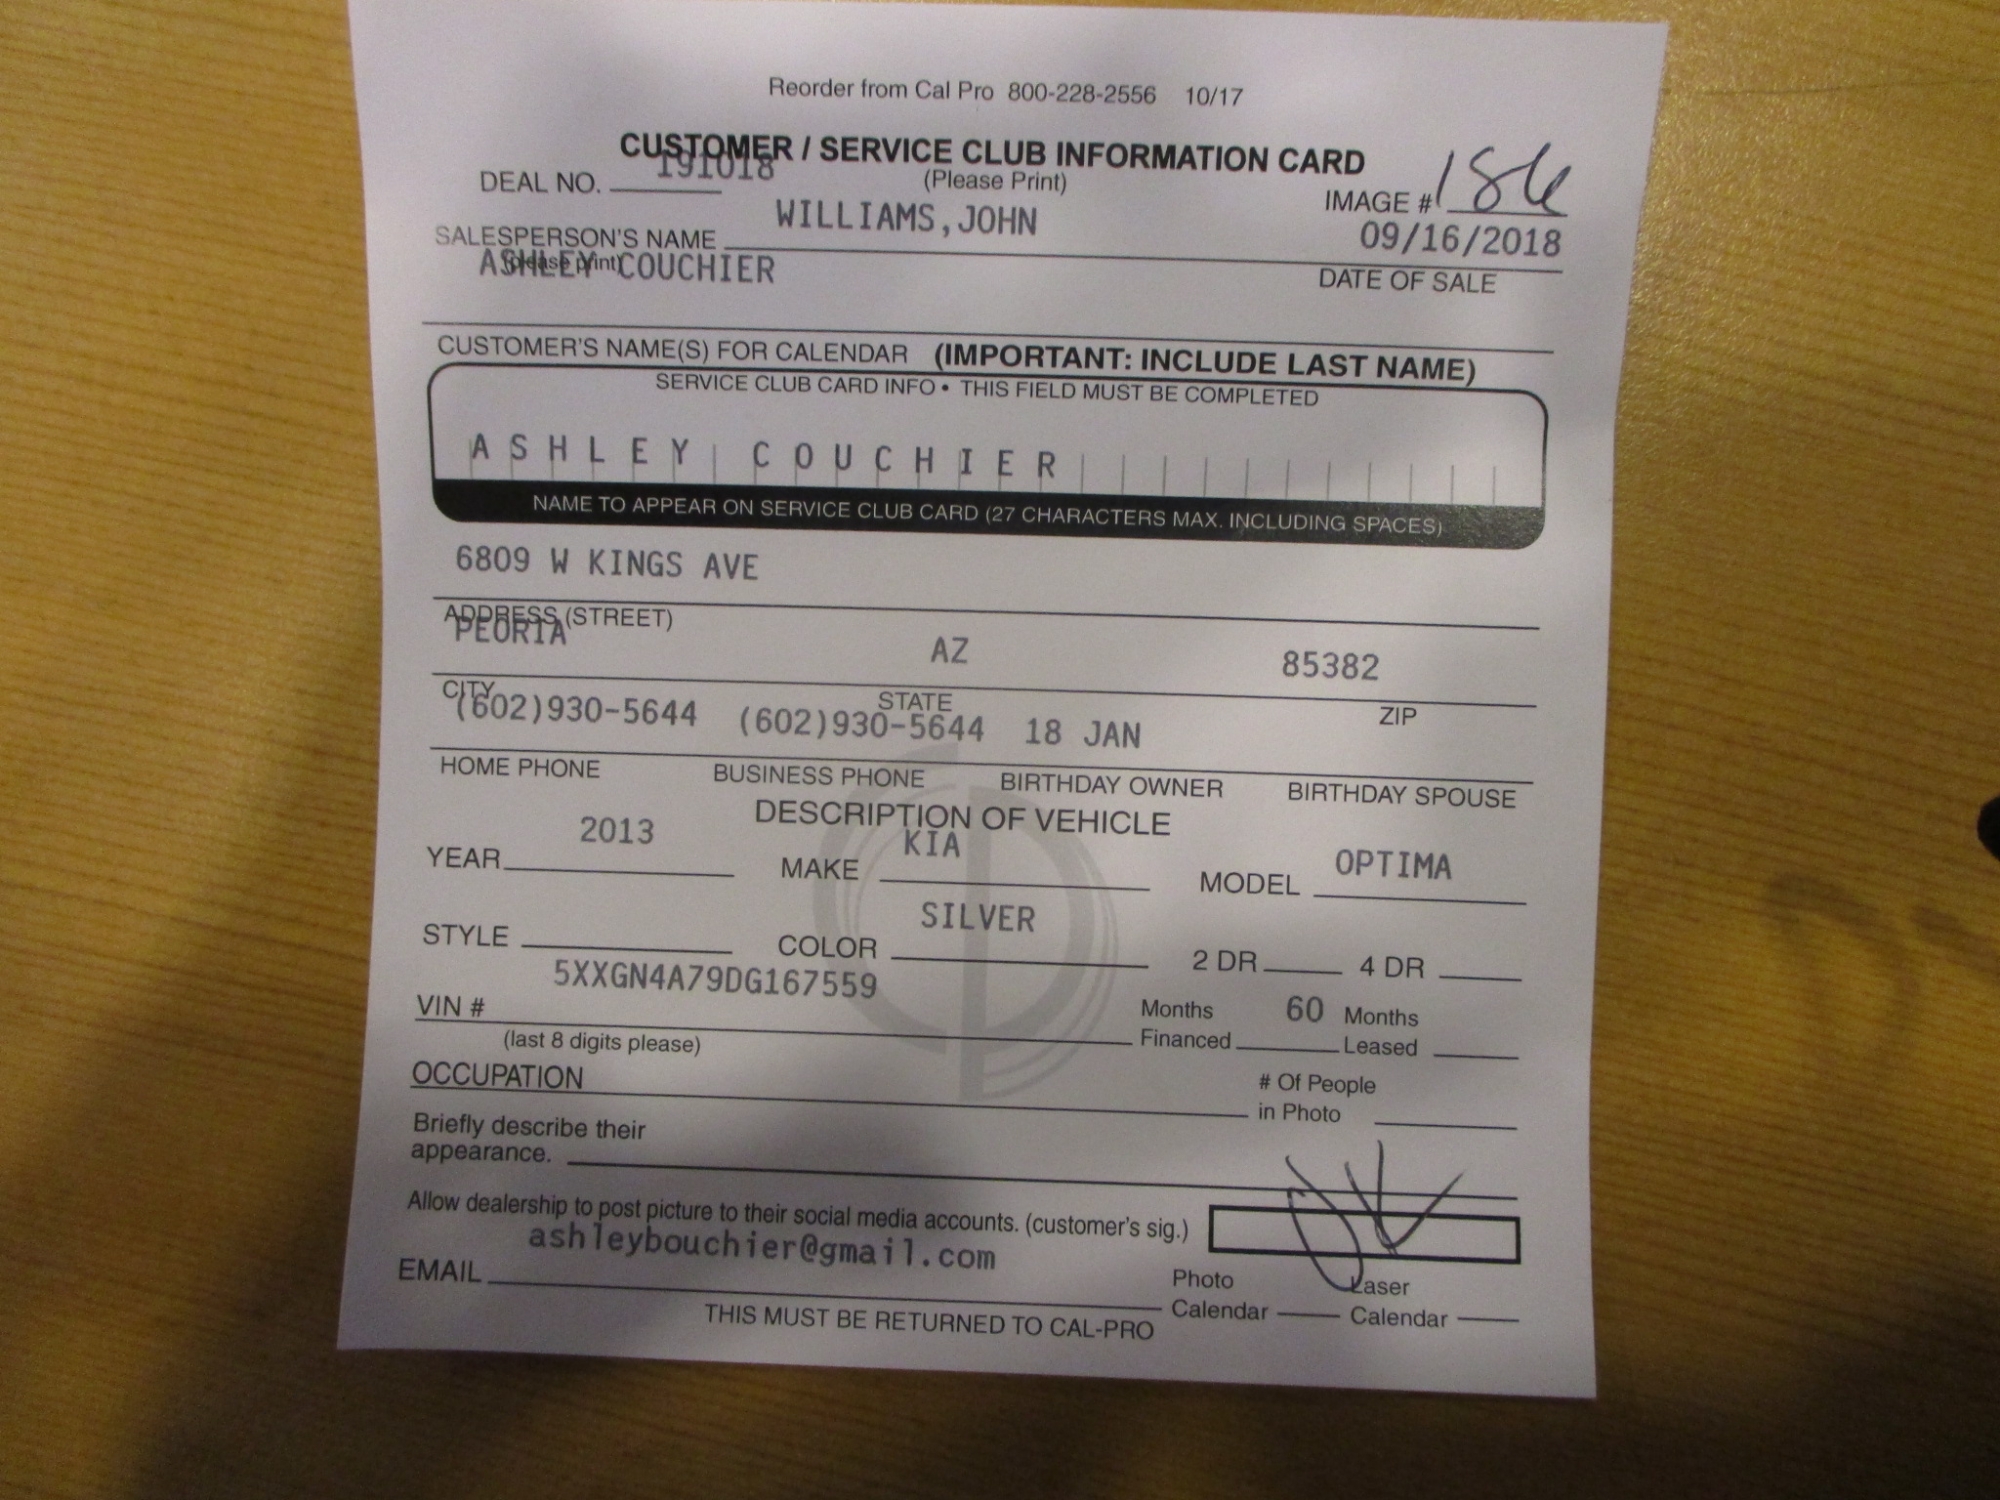 Reorder from Cal Pro 800-228-2556 10/17
CUSTOMER / SERVICE CLUB INFORMATION CARD
DEAL NO. 191018 (Please Print) IMAGE #
WILLIAMS,JOHN 09/16/2018
SALESPERSON'S NAME
(please print) DATE OF SALE
ASHLEY COUCHIER
CUSTOMER'S NAME(S) FOR CALENDAR (IMPORTANT: INCLUDE LAST NAME)
SERVICE CLUB CARD INFO • THIS FIELD MUST BE COMPLETED
ASHLEY COUCHIER
NAME TO APPEAR ON SERVICE CLUB CARD (27 CHARACTERS MAX. INCLUDING SPACES)
6809 W KINGS AVE
ADDRESS (STREET)
PEORIA AZ 85382
CITY STATE ZIP
(602)930-5644 (602)930-5644 18 JAN
HOME PHONE BUSINESS PHONE BIRTHDAY OWNER BIRTHDAY SPOUSE
DESCRIPTION OF VEHICLE
YEAR 2013 MAKE KIA MODEL OPTIMA
STYLE COLOR SILVER 2 DR 4 DR
VIN # 5XXGN4A79DG167559 Months Financed 60 Months Leased
(last 8 digits please)
OCCUPATION # Of People in Photo
Briefly describe their
appearance.
Allow dealership to post picture to their social media accounts. (customer's sig.)
EMAIL ashleybouchier@gmail.com Photo Calendar Laser Calendar
THIS MUST BE RETURNED TO CAL-PRO